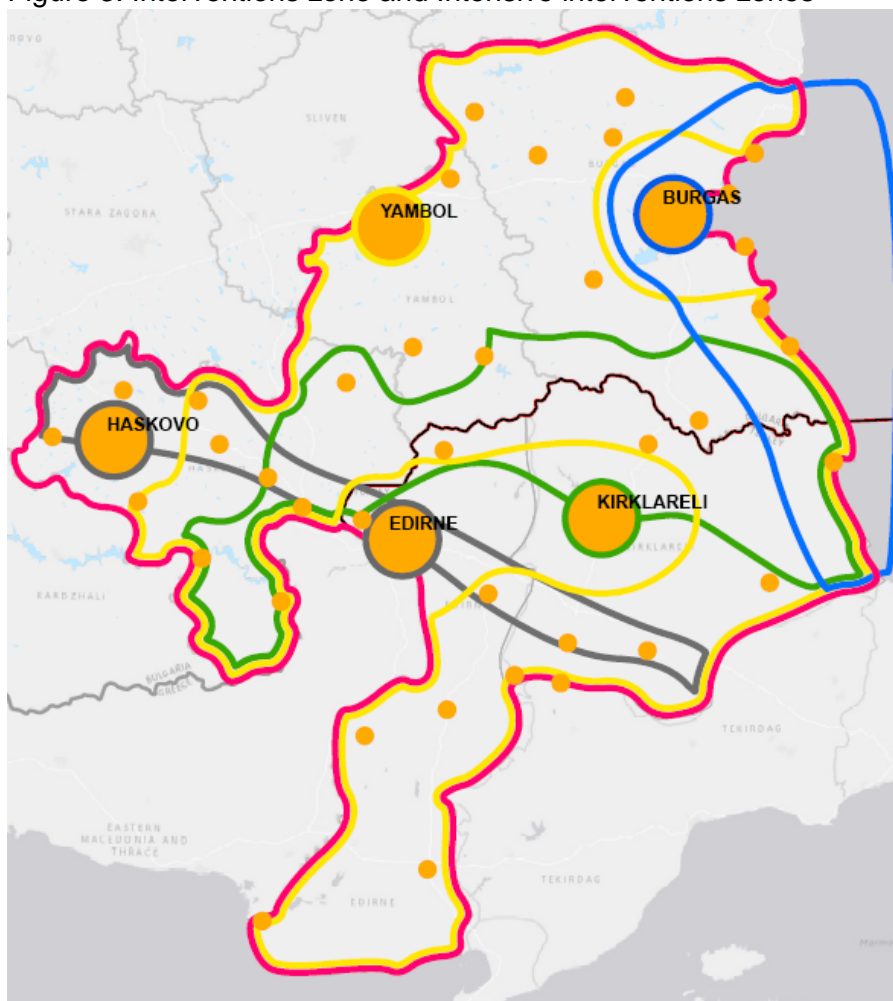 Figure 3: Interventions zone and intensive interventions zones
SLIVEN
STARA ZAGORA
YAMBOL
BURGAS
YAMBOL
HASKOVO
EDIRNE
KIRKLARELI
KIRKLARELI
KARDZHALI
BULGARIA
GREECE
TEKIRDAG
EASTERN
MACEDONIA AND
THRACE
TEKIRDAG
EDIRNE